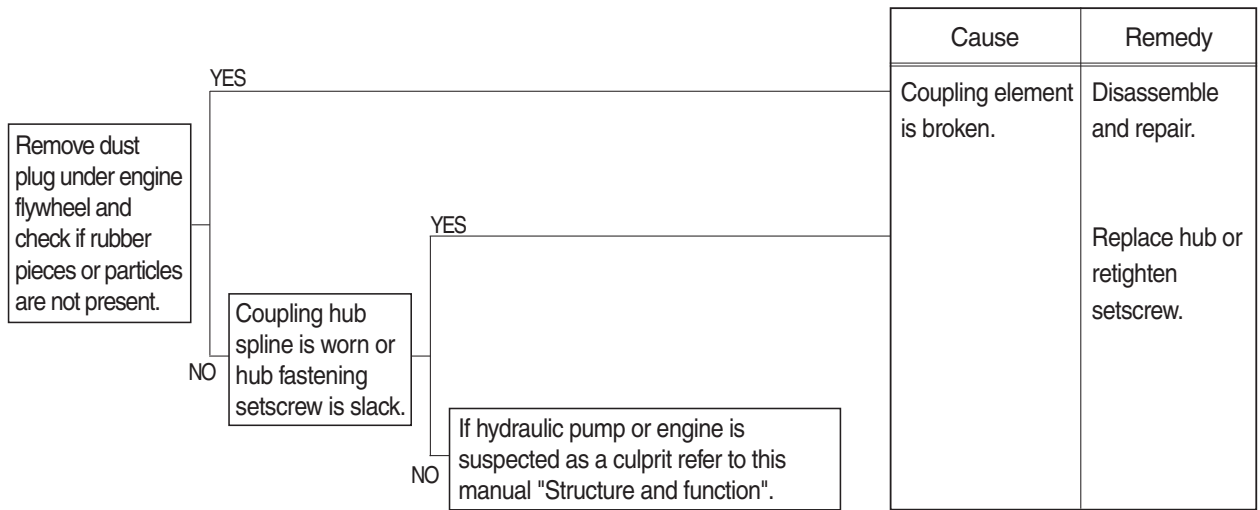 Cause
Remedy
YES
Coupling element
is broken.
Disassemble
and repair.
Remove dust
plug under engine
flywheel and
check if rubber
pieces or particles
are not present.
YES
Replace hub or
retighten
setscrew.
NO
Coupling hub
spline is worn or
hub fastening
setscrew is slack.
NO
If hydraulic pump or engine is
suspected as a culprit refer to this
manual "Structure and function".